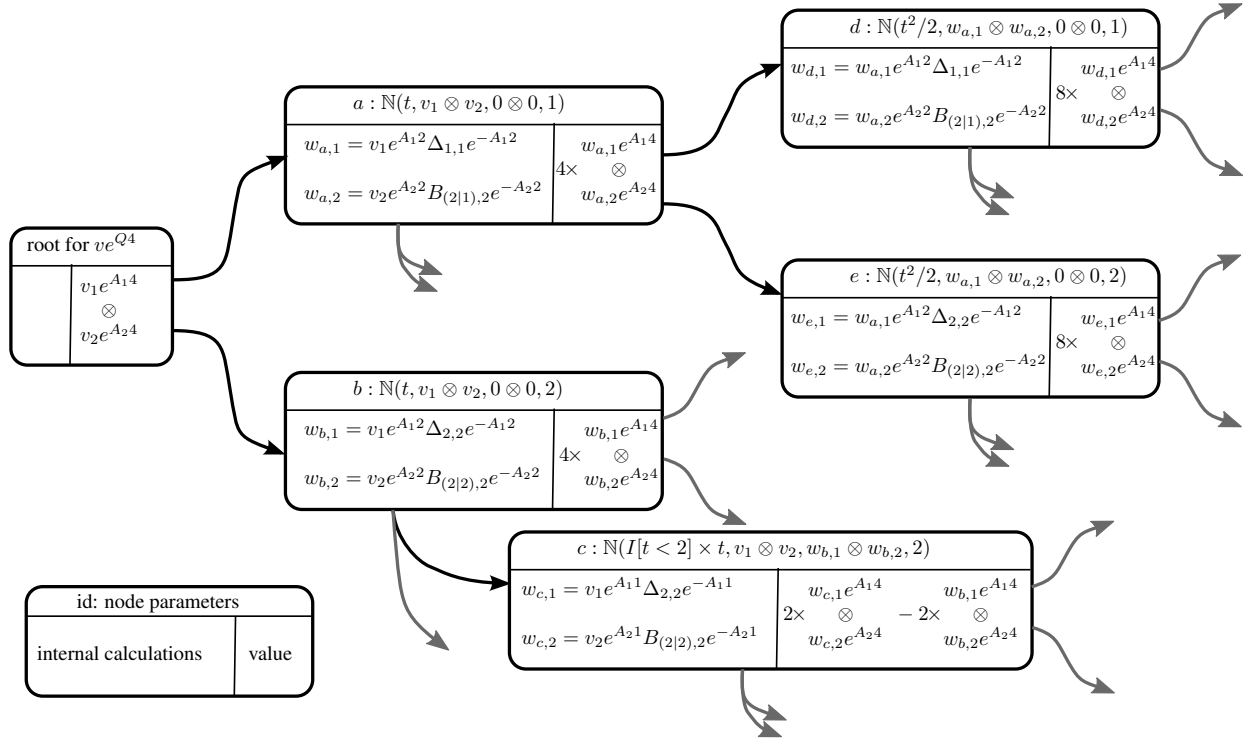 root for $ve^{Q4}$
$v_1e^{A_14}$
$\otimes$
$v_2e^{A_24}$
$a : \mathbb{N}(t, v_1 \otimes v_2, 0 \otimes 0, 1)$
$w_{a,1} = v_1e^{A_12}\Delta_{1,1}e^{-A_12}$
$w_{a,2} = v_2e^{A_22}B_{(2|1),2}e^{-A_22}$
$w_{a,1}e^{A_14}$
$4\times \otimes$
$w_{a,2}e^{A_24}$
$b : \mathbb{N}(t, v_1 \otimes v_2, 0 \otimes 0, 2)$
$w_{b,1} = v_1e^{A_12}\Delta_{2,2}e^{-A_12}$
$w_{b,2} = v_2e^{A_22}B_{(2|2),2}e^{-A_22}$
$w_{b,1}e^{A_14}$
$4\times \otimes$
$w_{b,2}e^{A_24}$
$d : \mathbb{N}(t^2/2, w_{a,1} \otimes w_{a,2}, 0 \otimes 0, 1)$
$w_{d,1} = w_{a,1}e^{A_12}\Delta_{1,1}e^{-A_12}$
$w_{d,2} = w_{a,2}e^{A_22}B_{(2|1),2}e^{-A_22}$
$w_{d,1}e^{A_14}$
$8\times \otimes$
$w_{d,2}e^{A_24}$
$e : \mathbb{N}(t^2/2, w_{a,1} \otimes w_{a,2}, 0 \otimes 0, 2)$
$w_{e,1} = w_{a,1}e^{A_12}\Delta_{2,2}e^{-A_12}$
$w_{e,2} = w_{a,2}e^{A_22}B_{(2|2),2}e^{-A_22}$
$w_{e,1}e^{A_14}$
$8\times \otimes$
$w_{e,2}e^{A_24}$
$c : \mathbb{N}(I[t < 2] \times t, v_1 \otimes v_2, w_{b,1} \otimes w_{b,2}, 2)$
$w_{c,1} = v_1e^{A_11}\Delta_{2,2}e^{-A_11}$
$w_{c,2} = v_2e^{A_21}B_{(2|2),2}e^{-A_21}$
$w_{c,1}e^{A_14}$ $w_{b,1}e^{A_14}$
$2\times \otimes$ $- 2\times \otimes$
$w_{c,2}e^{A_24}$ $w_{b,2}e^{A_24}$
id: node parameters
internal calculations
value